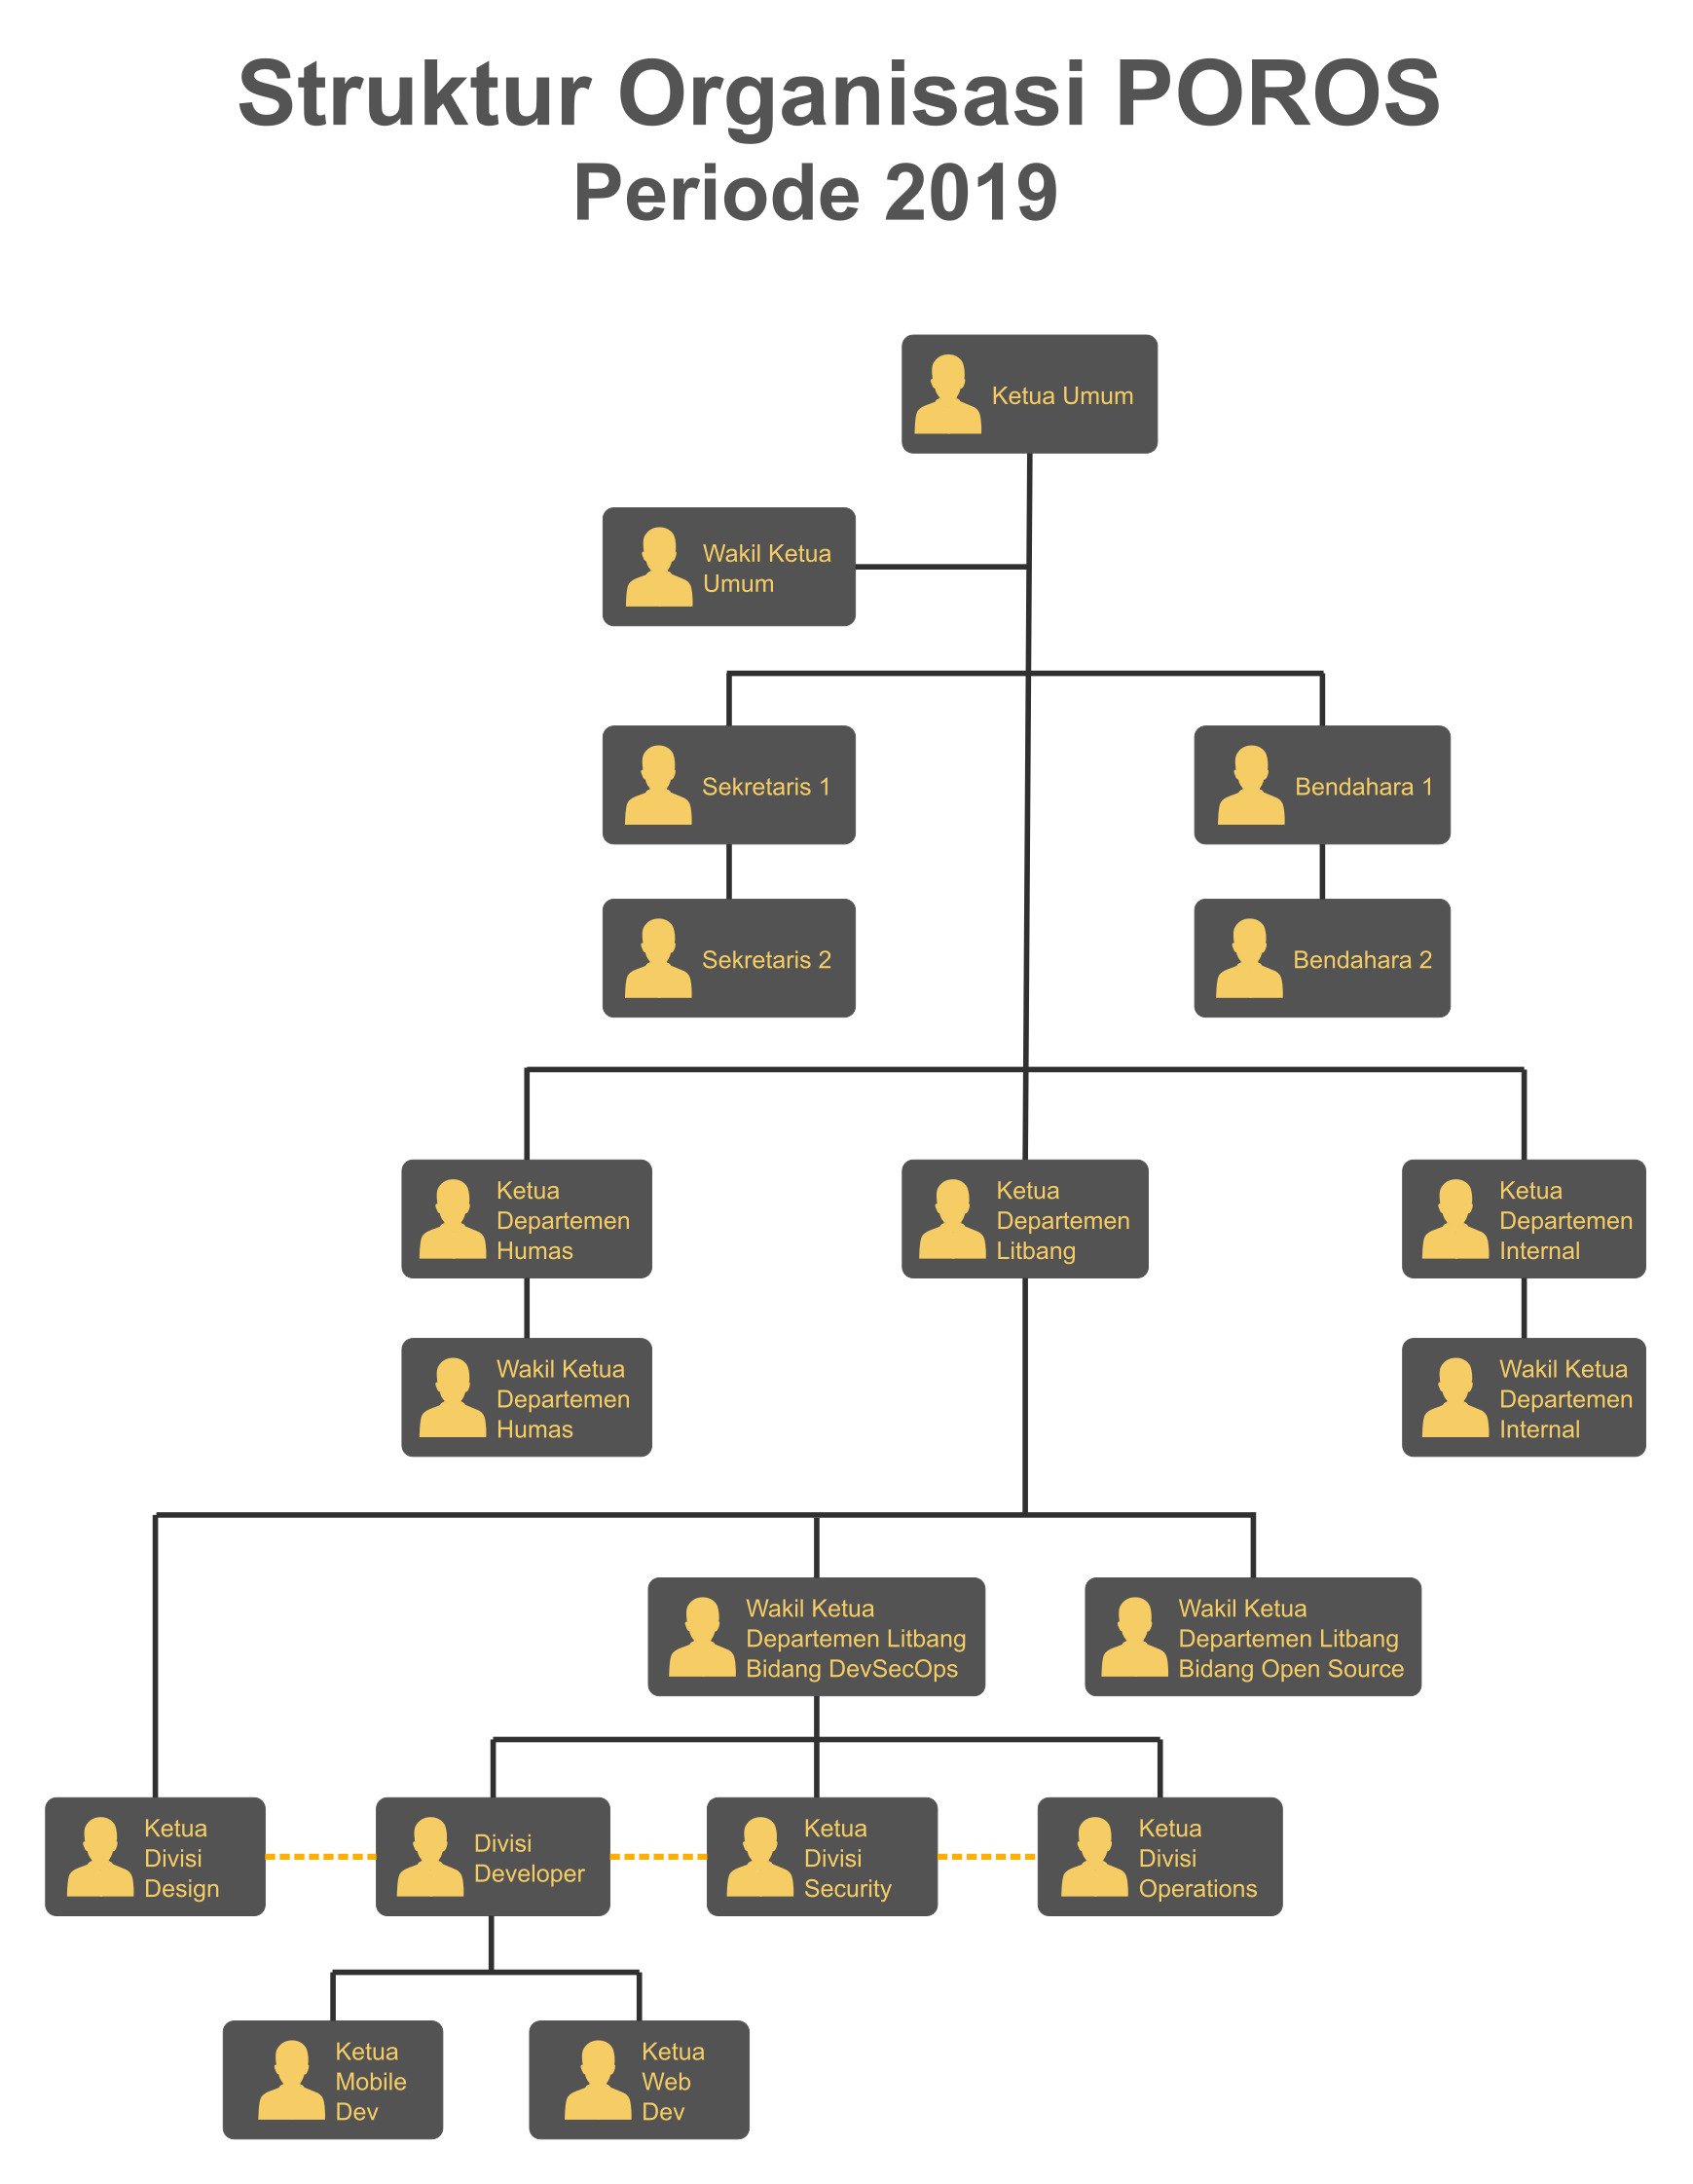 Struktur Organisasi POROS
Periode 2019
Ketua Umum
Wakil Ketua
Umum
Sekretaris 1
Bendahara 1
Sekretaris 2
Bendahara 2
Ketua
Departemen
Humas
Ketua
Departemen
Litbang
Ketua
Departemen
Internal
Wakil Ketua
Departemen
Humas
Wakil Ketua
Departemen
Internal
Wakil Ketua
Departemen Litbang
Bidang DevSecOps
Wakil Ketua
Departemen Litbang
Bidang Open Source
Ketua
Divisi
Design
Divisi
Developer
Ketua
Divisi
Security
Ketua
Divisi
Operations
Ketua
Mobile
Dev
Ketua
Web
Dev